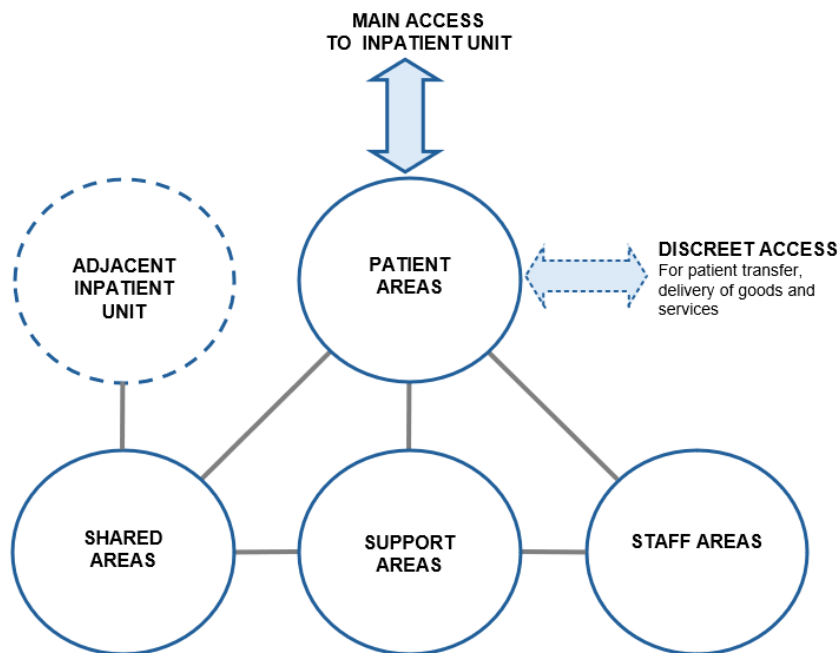 MAIN ACCESS
TO INPATIENT UNIT
ADJACENT
INPATIENT
UNIT
PATIENT
AREAS
DISCREET ACCESS
For patient transfer,
delivery of goods and
services
SHARED
AREAS
SUPPORT
AREAS
STAFF AREAS